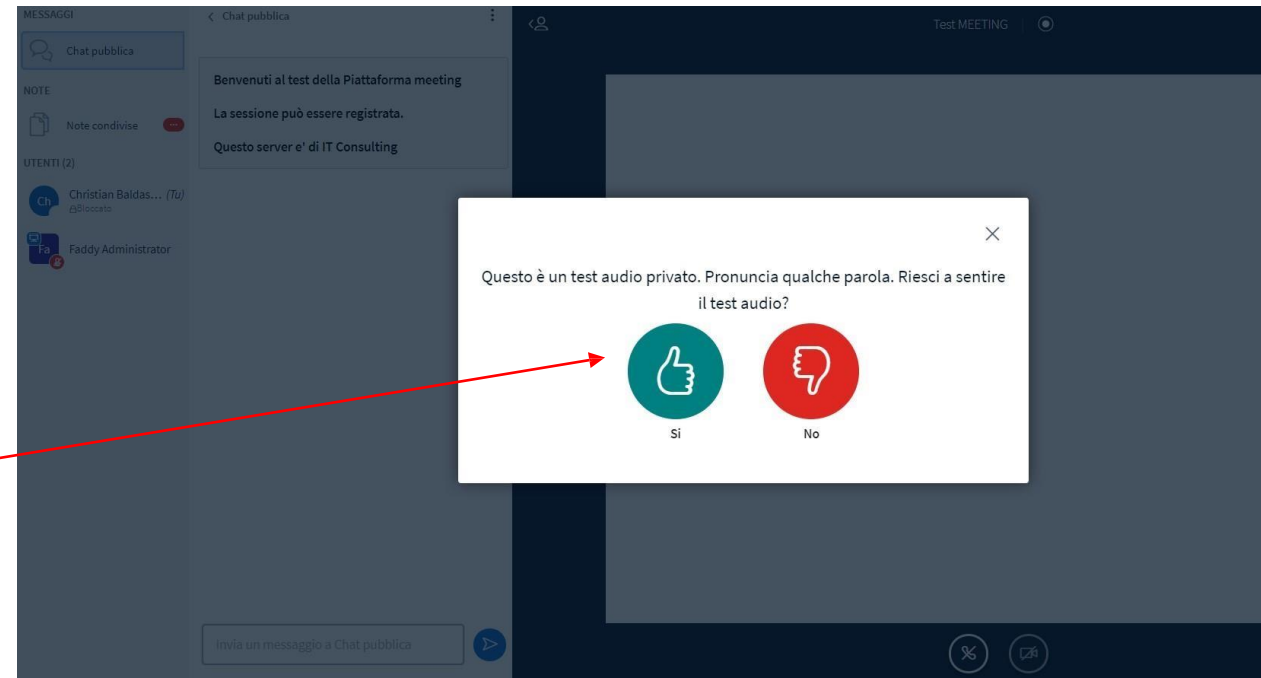 MESSAGGI
Chat pubblica
NOTE
Note condivise
UTENTI (2)
Ch
Christian Baldas... (Tu)
Bloccato
Fa
Faddy Administrator
Chat pubblica
Benvenuti al test della Piattaforma meeting
La sessione può essere registrata.
Questo server e' di IT Consulting
Invia un messaggio a Chat pubblica
Test MEETING
Questo è un test audio privato. Pronuncia qualche parola. Riesci a sentire
il test audio?
Si
No